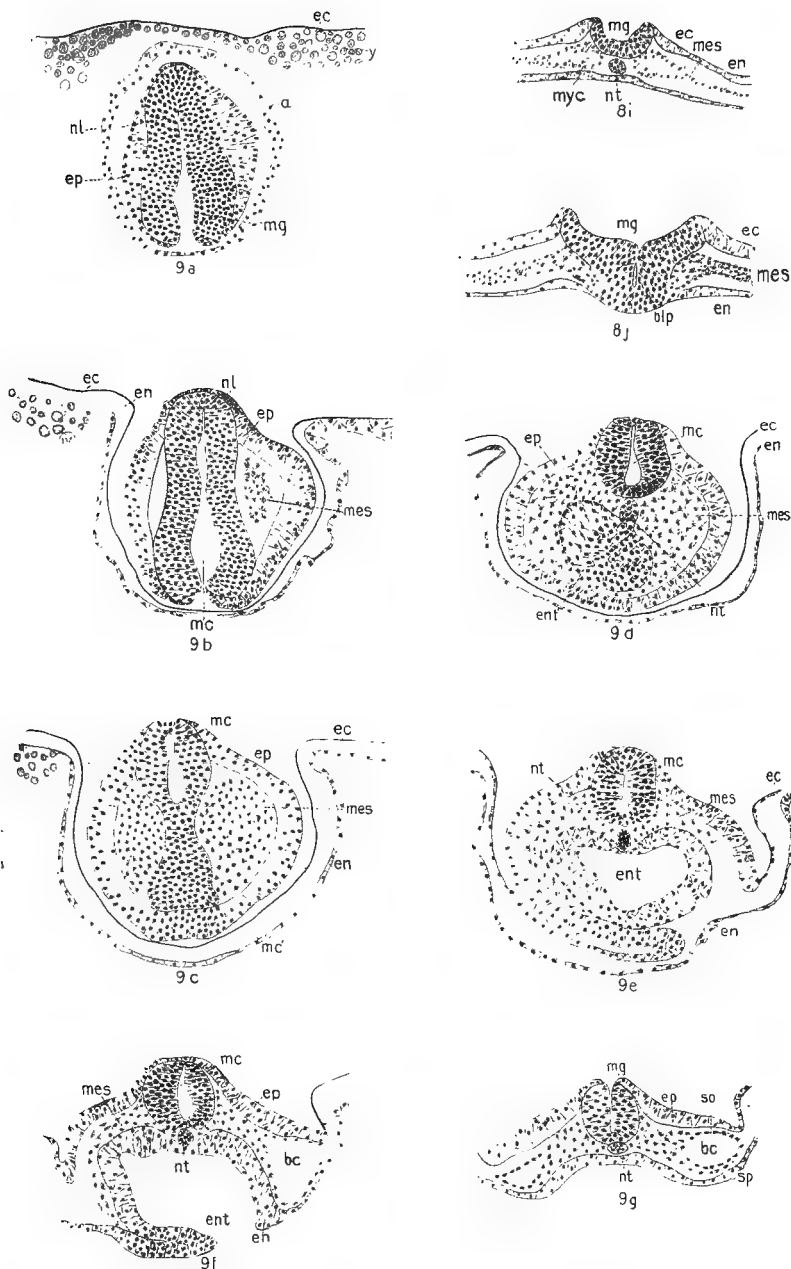 ec
y
a
nl
ep
mg
9a
mg
ec
mes
en
myc
nt
8i
mg
ec
mes
blp
en
8j
ec
en
nl
ep
mes
mc
9b
ep
mc
ec
en
mes
ent
nt
9d
mc
ep
ec
mes
en
mc'
9c
nt
mc
mes
ec
ent
en
9e
mes
mc
ep
nt
bc
ent
en
9f
mg
ep
so
bc
nt
sp
9g